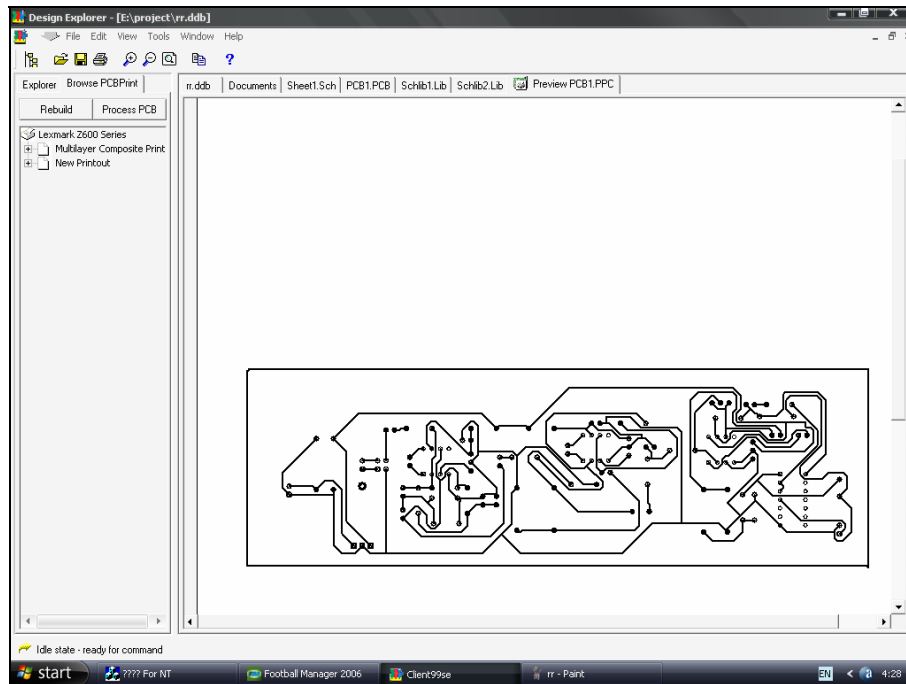 Design Explorer - [E:\project\rr.ddb]
File Edit View Tools Window Help
?
Explorer Browse PCBPrint
rr.ddb Documents Sheet1.Sch PCB1.PCB Schlib1.Lib Schlib2.Lib Preview PCB1.PPC
Rebuild Process PCB
Lexmark Z600 Series
Multilayer Composite Print
New Printout
Idle state - ready for command
start ???? For NT Football Manager 2006 Client99se rr - Paint EN 4:28